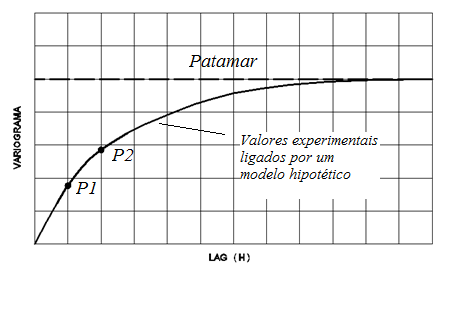 Patamar
VARIOGRAMA
P2
Valores experimentais
ligados por um
modelo hipotético
P1
LAG (H)